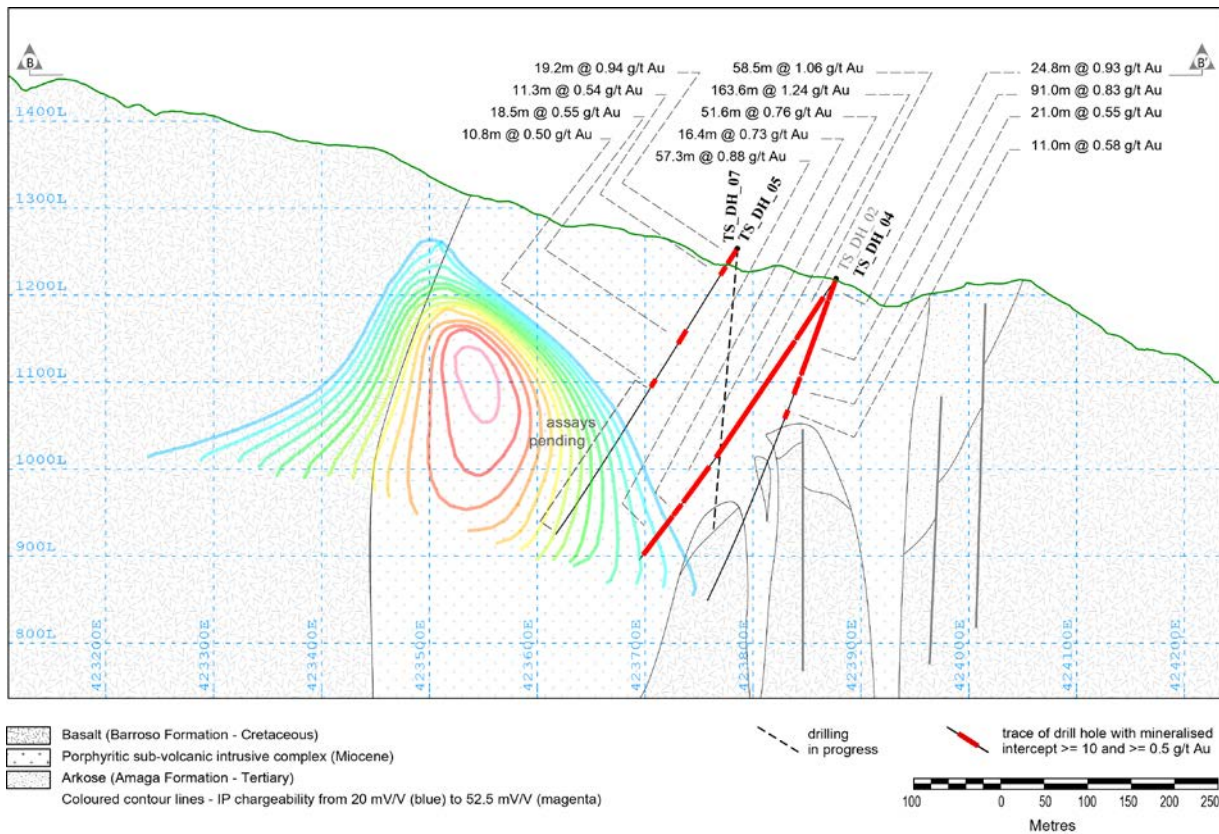 B
B'
19.2m @ 0.94 g/t Au
11.3m @ 0.54 g/t Au
18.5m @ 0.55 g/t Au
10.8m @ 0.50 g/t Au
58.5m @ 1.06 g/t Au
163.6m @ 1.24 g/t Au
51.6m @ 0.76 g/t Au
16.4m @ 0.73 g/t Au
57.3m @ 0.88 g/t Au
24.8m @ 0.93 g/t Au
91.0m @ 0.83 g/t Au
21.0m @ 0.55 g/t Au
11.0m @ 0.58 g/t Au
TS_DH_07
TS_DH_05
TS_DH_02
TS_DH_04
1400L
1300L
1200L
1100L
1000L
900L
800L
assays
pending
423200E
423300E
423400E
423500E
423600E
423700E
423800E
423900E
424000E
424100E
424200E
Basalt (Barroso Formation - Cretaceous)
Porphyritic sub-volcanic intrusive complex (Miocene)
Arkose (Amaga Formation - Tertiary)
Coloured contour lines - IP chargeability from 20 mV/V (blue) to 52.5 mV/V (magenta)
drilling
in progress
trace of drill hole with mineralised
intercept >= 10 and >= 0.5 g/t Au
100 0 50 100 150 200 250
Metres